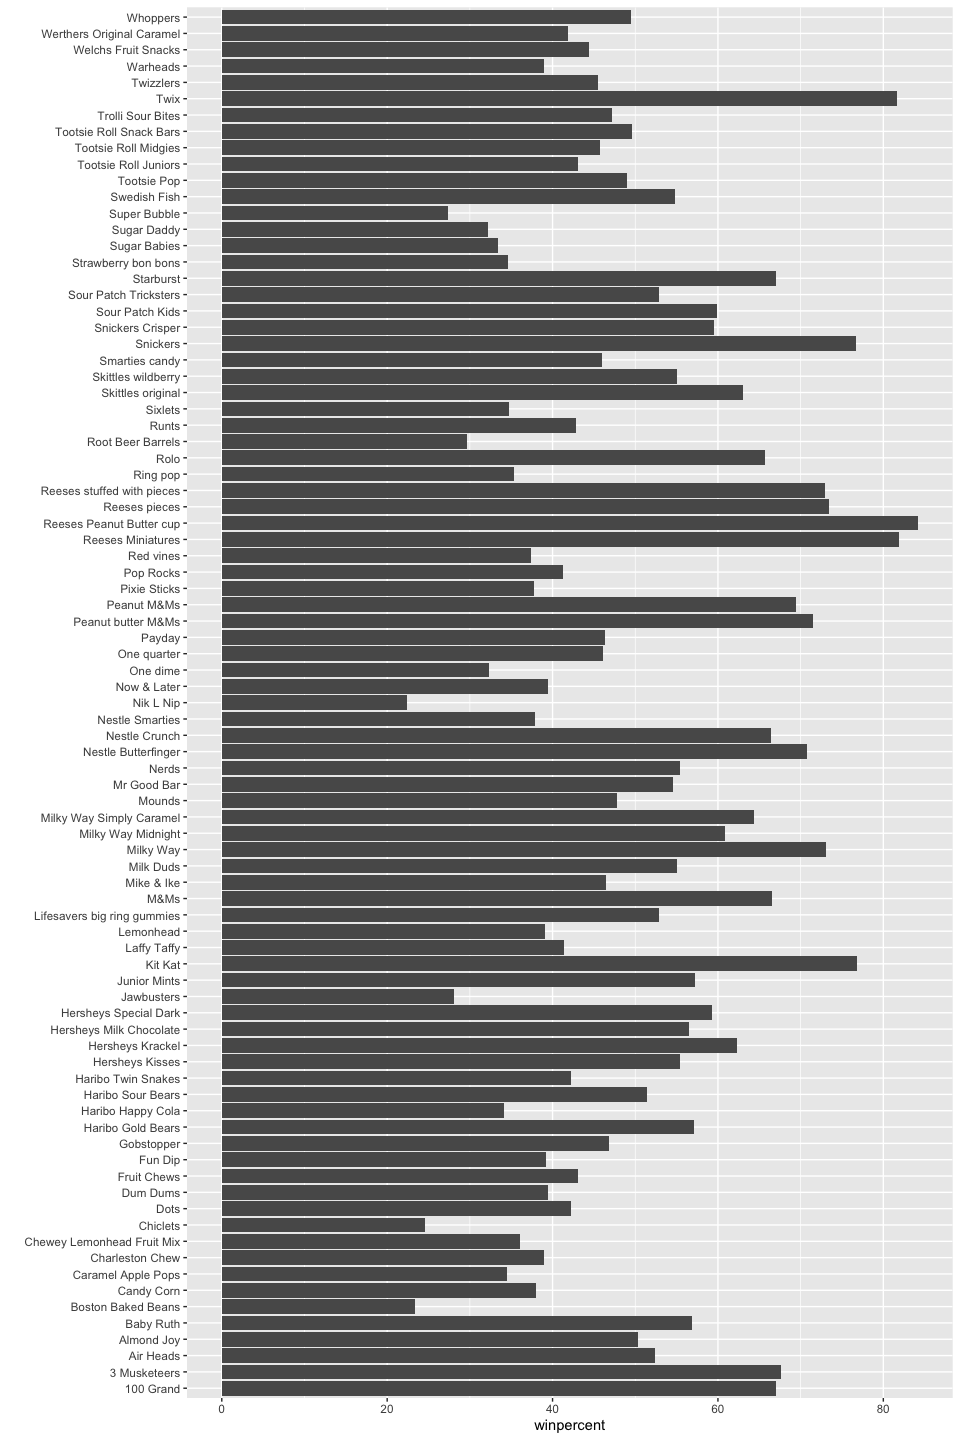 Whoppers
Werthers Original Caramel
Welchs Fruit Snacks
Warheads
Twizzlers
Twix
Trolli Sour Bites
Tootsie Roll Snack Bars
Tootsie Roll Midgies
Tootsie Roll Juniors
Tootsie Pop
Swedish Fish
Super Bubble
Sugar Daddy
Sugar Babies
Strawberry bon bons
Starburst
Sour Patch Tricksters
Sour Patch Kids
Snickers Crisper
Snickers
Smarties candy
Skittles wildberry
Skittles original
Sixlets
Runts
Root Beer Barrels
Rolo
Ring pop
Reeses stuffed with pieces
Reeses pieces
Reeses Peanut Butter cup
Reeses Miniatures
Red vines
Pop Rocks
Pixie Sticks
Peanut M&Ms
Peanut butter M&Ms
Payday
One quarter
One dime
Now & Later
Nik L Nip
Nestle Smarties
Nestle Crunch
Nestle Butterfinger
Nerds
Mr Good Bar
Mounds
Milky Way Simply Caramel
Milky Way Midnight
Milky Way
Milk Duds
Mike & Ike
M&Ms
Lifesavers big ring gummies
Lemonhead
Laffy Taffy
Kit Kat
Junior Mints
Jawbusters
Hersheys Special Dark
Hersheys Milk Chocolate
Hersheys Krackel
Hersheys Kisses
Haribo Twin Snakes
Haribo Sour Bears
Haribo Happy Cola
Haribo Gold Bears
Gobstopper
Fun Dip
Fruit Chews
Dum Dums
Dots
Chiclets
Chewey Lemonhead Fruit Mix
Charleston Chew
Caramel Apple Pops
Candy Corn
Boston Baked Beans
Baby Ruth
Almond Joy
Air Heads
3 Musketeers
100 Grand
0 20 40 60 80
winpercent